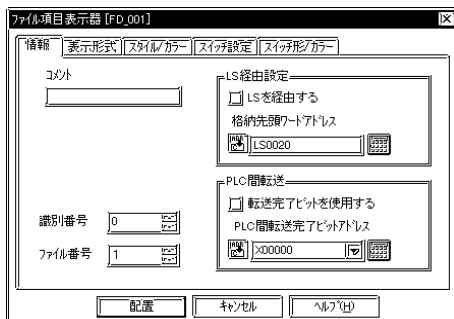 ファイル項目表示器 [FD_001]
情報 表示形式 スタイル/カラー スイッチ設定 スイッチ形/カラー
コメント
LS経由設定
LSを経由する
格納先頭ワードアドレス
LS0020
PLC間転送
転送完了ビットを使用する
PLC間転送完了ビットアドレス
X00000
識別番号 0
ファイル番号 1
配置 キャンセル ヘルプ(H)